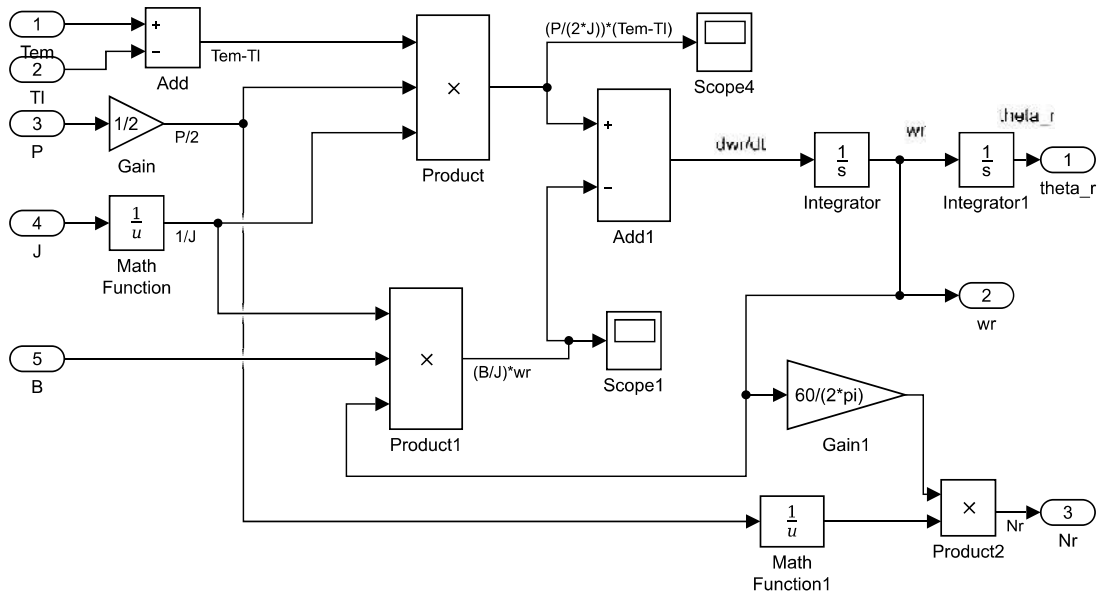 1
Tem
2
Tl
3
P
4
J
5
B
+
−
Add
Tem-Tl
1/2
Gain
P/2
1
u
Math
Function
1/J
×
Product
(P/(2*J))*(Tem-Tl)
Scope4
+
−
Add1
dwr/dt
1
s
Integrator
wr
1
s
Integrator1
theta_r
1
theta_r
2
wr
×
Product1
(B/J)*wr
Scope1
60/(2*pi)
Gain1
1
u
Math
Function1
×
Product2
Nr
3
Nr